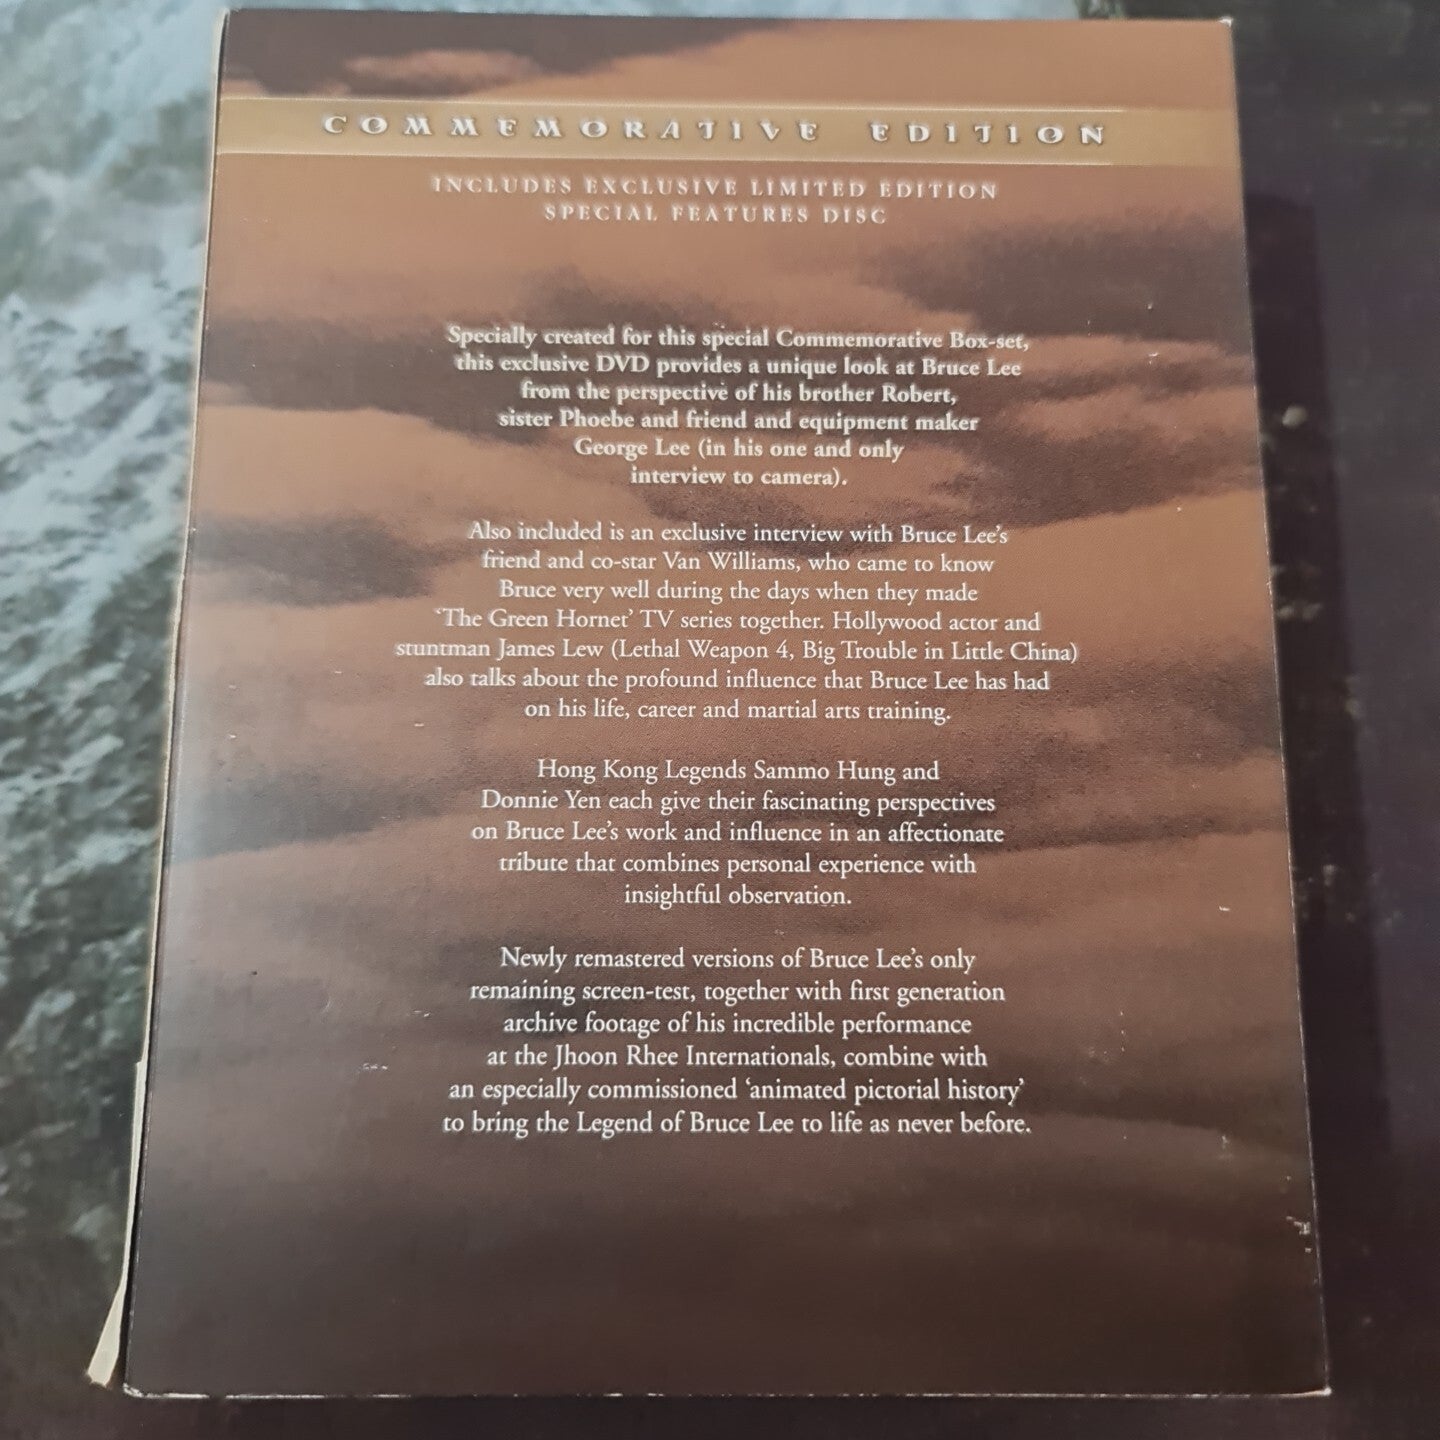 COMMEMORATIVE EDITION
INCLUDES EXCLUSIVE LIMITED EDITION
SPECIAL FEATURES DISC
Specially created for this special Commemorative Box-set,
this exclusive DVD provides a unique look at Bruce Lee
from the perspective of his brother Robert,
sister Phoebe and friend and equipment maker
George Lee (in his one and only
interview to camera).
Also included is an exclusive interview with Bruce Lee's
friend and co-star Van Williams, who came to know
Bruce very well during the days when they made
'The Green Hornet' TV series together. Hollywood actor and
stuntman James Lew (Lethal Weapon 4, Big Trouble in Little China)
also talks about the profound influence that Bruce Lee has had
on his life, career and martial arts training.
Hong Kong Legends Sammo Hung and
Donnie Yen each give their fascinating perspectives
on Bruce Lee's work and influence in an affectionate
tribute that combines personal experience with
insightful observation.
Newly remastered versions of Bruce Lee's only
remaining screen-test, together with first generation
archive footage of his incredible performance
at the Jhoon Rhee Internationals, combine with
an especially commissioned 'animated pictorial history'
to bring the Legend of Bruce Lee to life as never before.